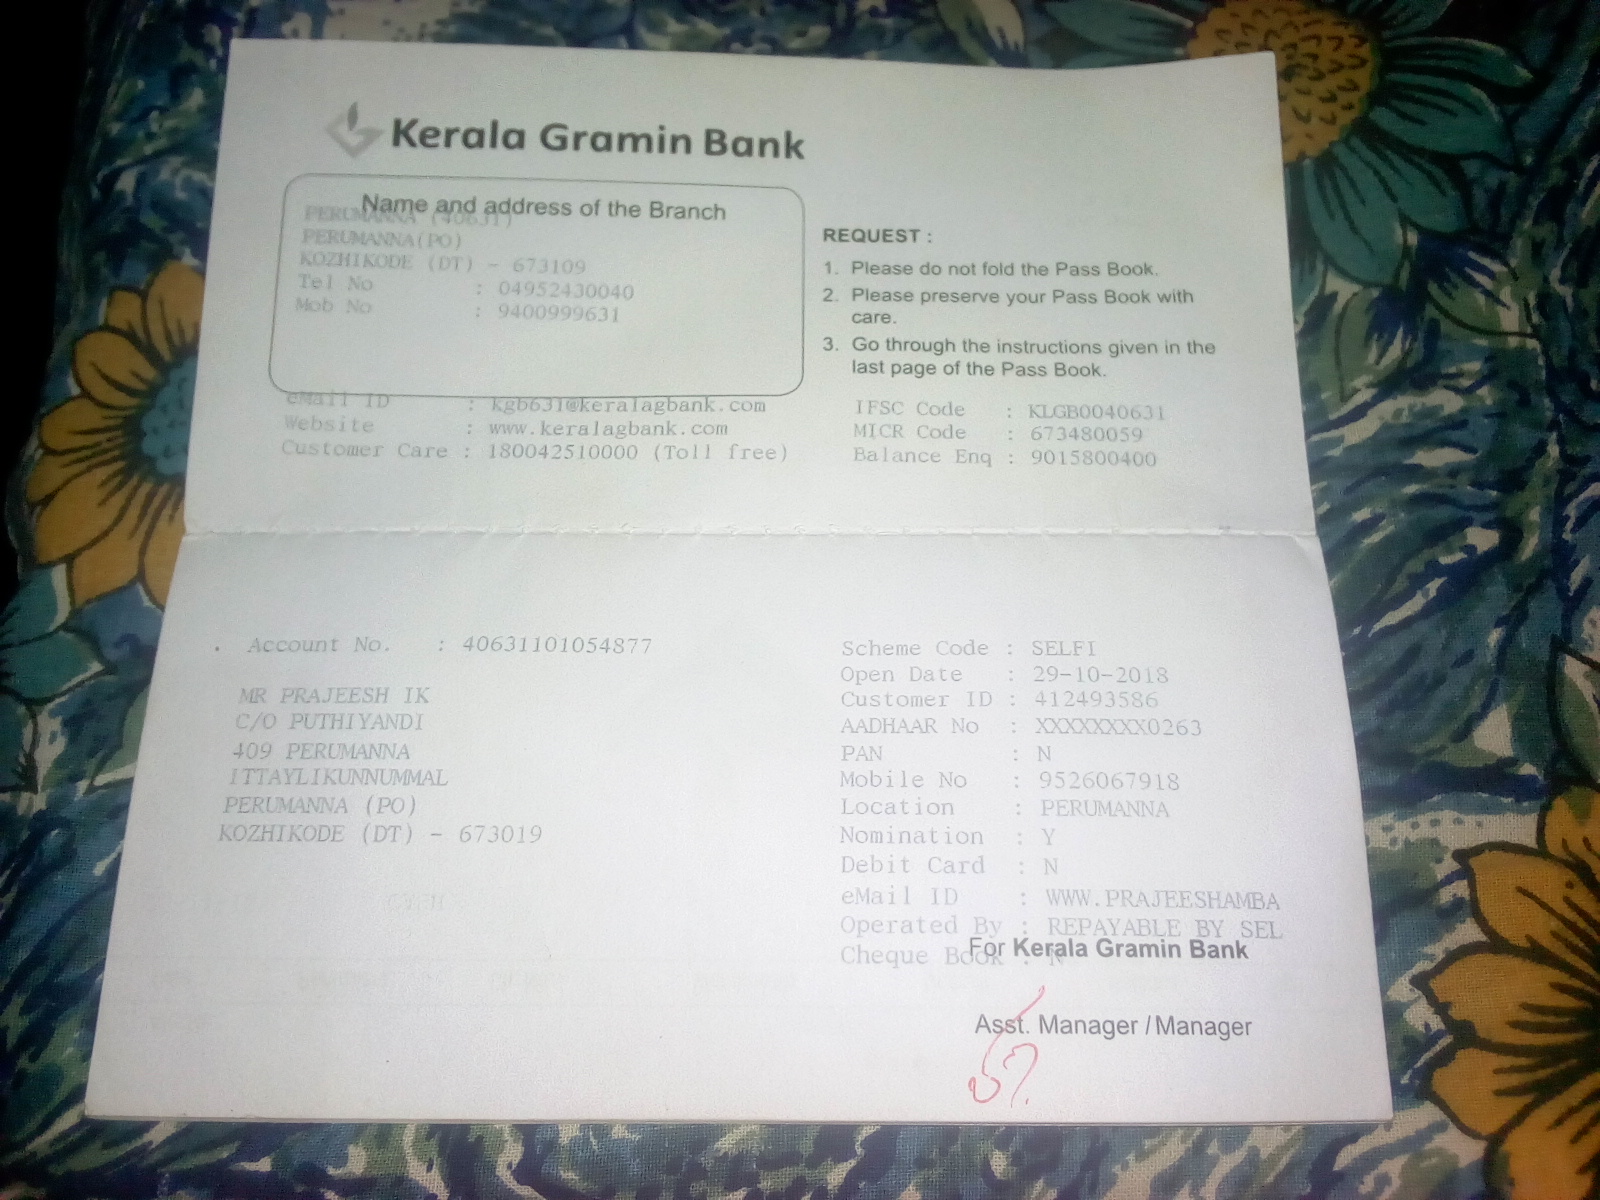 Kerala Gramin Bank
Name and address of the Branch
PERUMANNA (40631)
PERUMANNA(PO)
KOZHIKODE (DT) - 673109
Tel No : 04952430040
Mob No : 9400999631
eMail ID : kgb631@keralagbank.com
Website : www.keralagbank.com
Customer Care : 180042510000 (Toll free)
REQUEST :
1. Please do not fold the Pass Book.
2. Please preserve your Pass Book with
care.
3. Go through the instructions given in the
last page of the Pass Book.
IFSC Code : KLGB0040631
MICR Code : 673480059
Balance Enq : 9015800400
Account No. : 40631101054877
MR PRAJEESH IK
C/O PUTHIYANDI
409 PERUMANNA
ITTAYLIKUNNUMMAL
PERUMANNA (PO)
KOZHIKODE (DT) - 673019
Scheme Code : SELFI
Open Date : 29-10-2018
Customer ID : 412493586
AADHAAR No : XXXXXXXX0263
PAN : N
Mobile No : 9526067918
Location : PERUMANNA
Nomination : Y
Debit Card : N
eMail ID : WWW.PRAJEESHAMBA
Operated By : REPAYABLE BY SEL
Cheque Book : N
For Kerala Gramin Bank
Asst. Manager / Manager